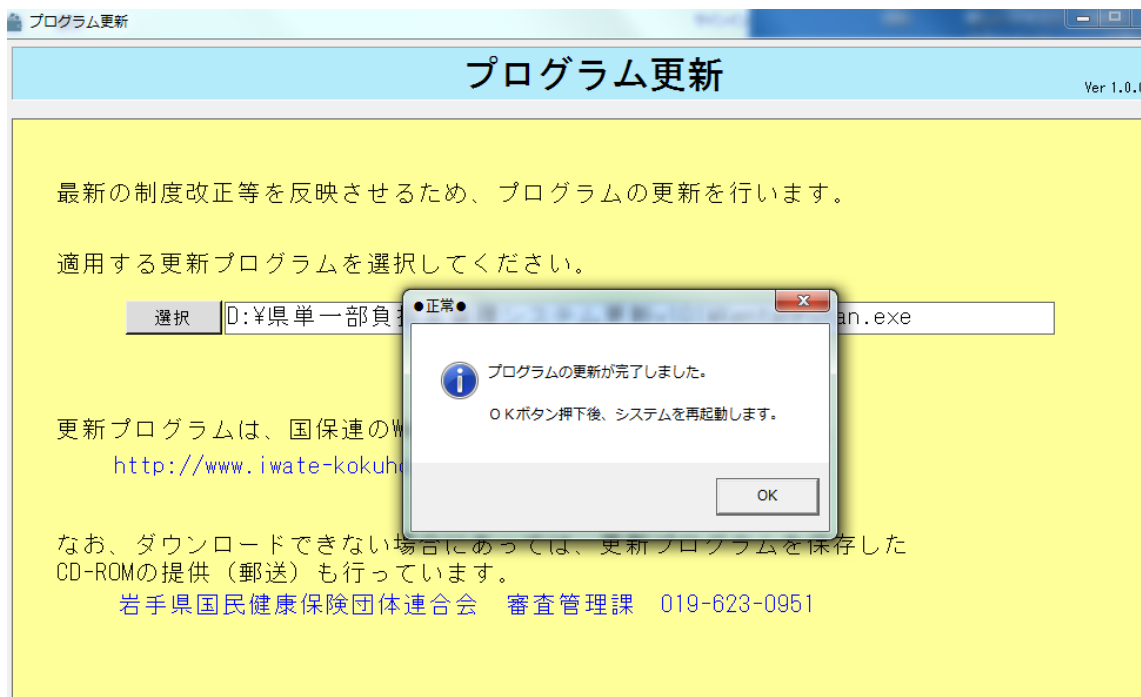 プログラム更新
プログラム更新
Ver 1.0.
最新の制度改正等を反映させるため、プログラムの更新を行います。
適用する更新プログラムを選択してください。
選択
D:¥県単一部負
an.exe
●正常●
プログラムの更新が完了しました。
ＯＫボタン押下後、システムを再起動します。
OK
更新プログラムは、国保連の
http://www.iwate-kokuho
なお、ダウンロードできない場合にあっては、更新プログラムを保存した
CD-ROMの提供（郵送）も行っています。
岩手県国民健康保険団体連合会　審査管理課　019-623-0951